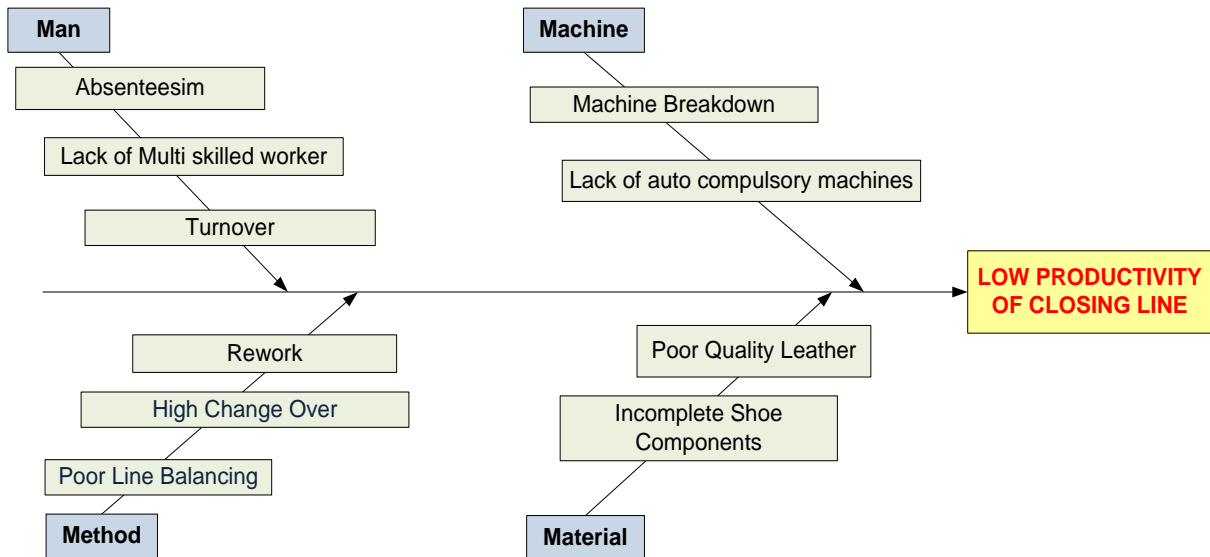 Man
Machine
Absenteesim
Machine Breakdown
Lack of Multi skilled worker
Lack of auto compulsory machines
Turnover
LOW PRODUCTIVITY
OF CLOSING LINE
Rework
Poor Quality Leather
High Change Over
Incomplete Shoe
Components
Poor Line Balancing
Method
Material